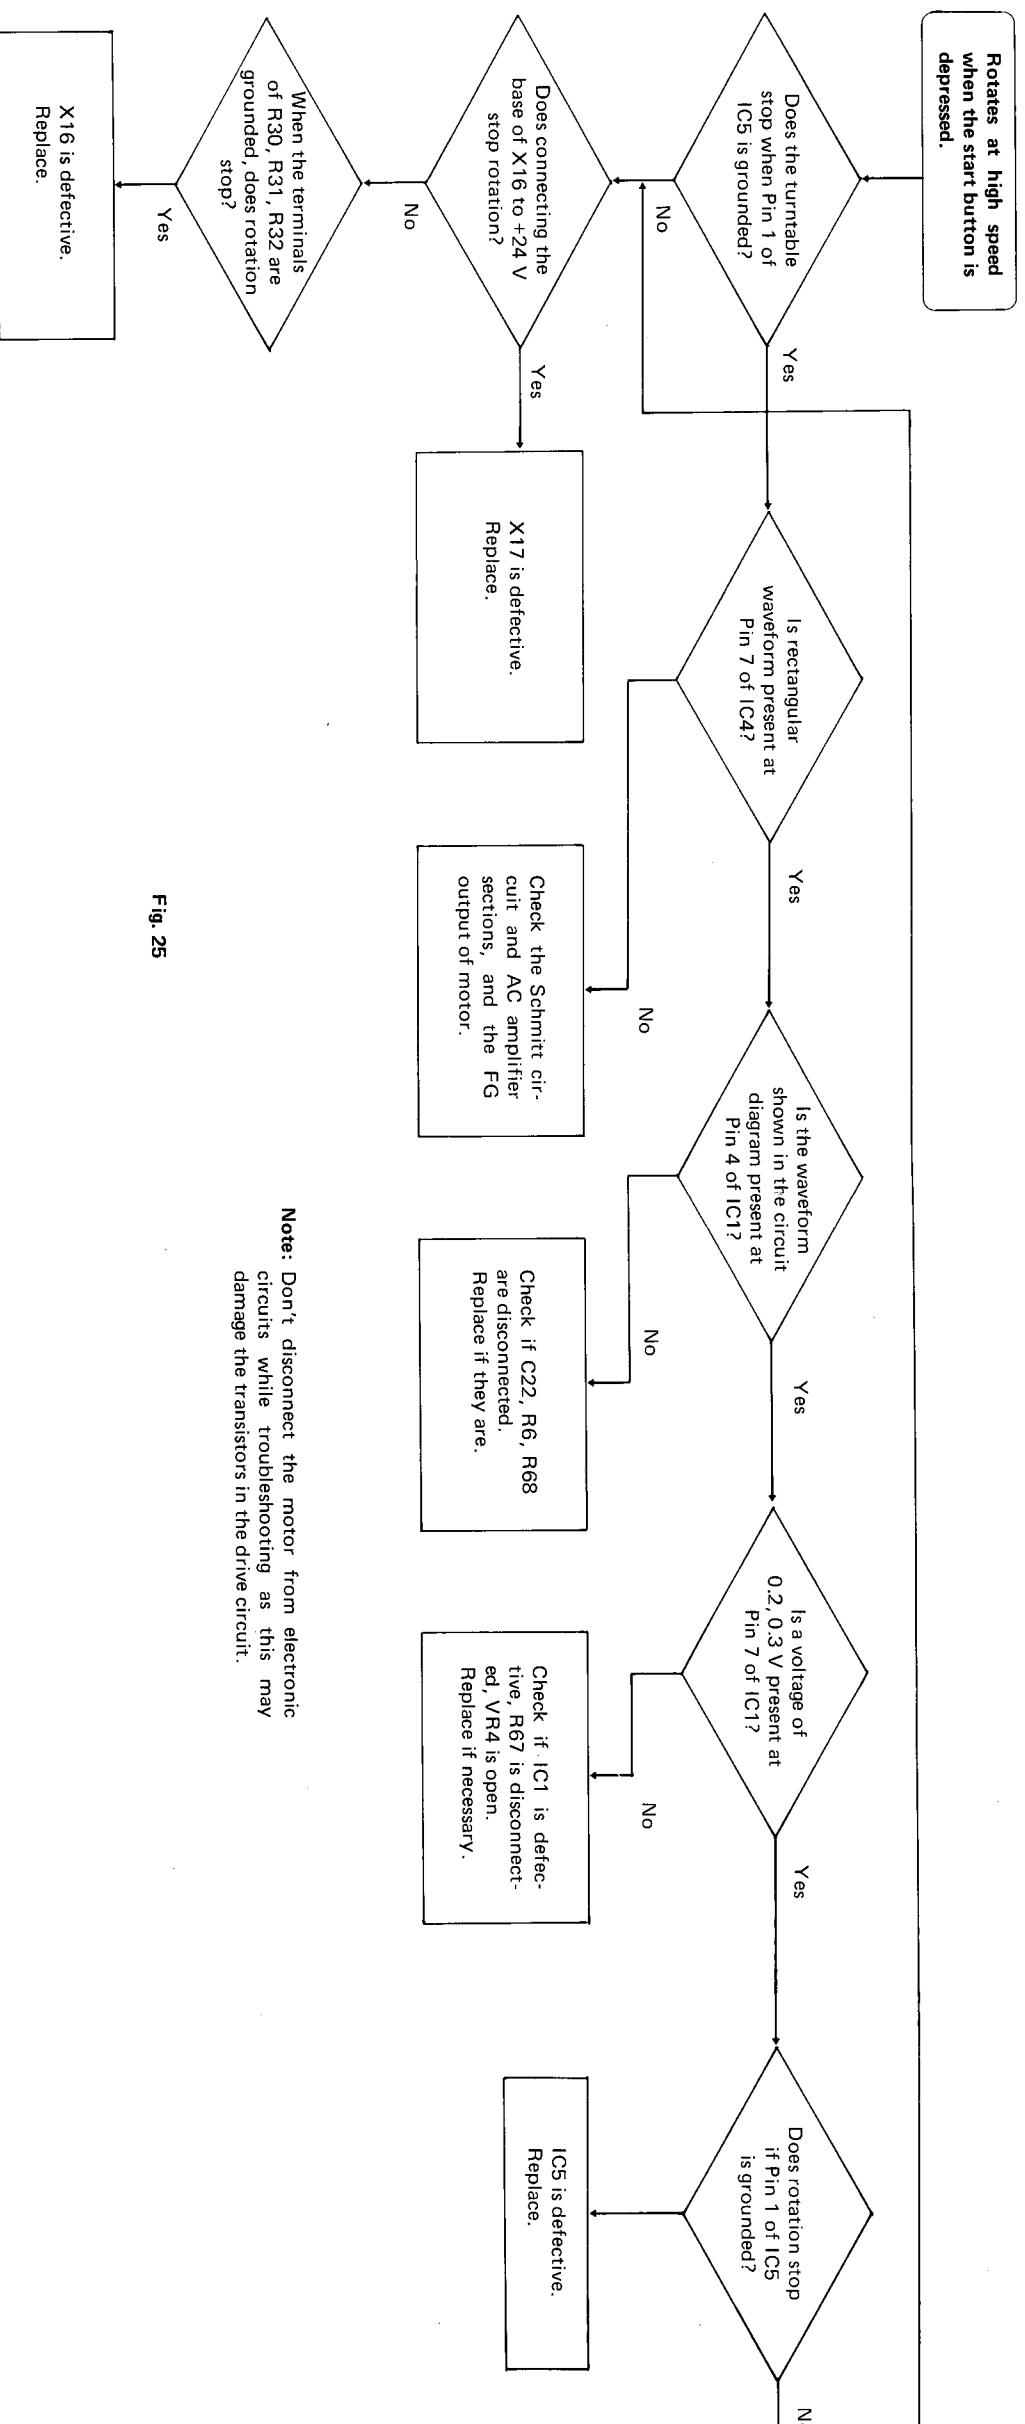 Rotates at high speed
when the start button is
depressed.
Does the turntable
stop when Pin 1 of
IC5 is grounded?
Yes
No
Is rectangular
waveform present at
Pin 7 of IC4?
Yes
No
Is the waveform
shown in the circuit
diagram present at
Pin 4 of IC1?
Yes
No
Is a voltage of
0.2, 0.3 V present at
Pin 7 of IC1?
Yes
No
Does rotation stop
if Pin 1 of IC5
is grounded?
Does connecting the
base of X16 to +24 V
stop rotation?
Yes
No
X17 is defective.
Replace.
Check the Schmitt cir-
cuit and AC amplifier
sections, and the FG
output of motor.
Check if C22, R6, R68
are disconnected.
Replace if they are.
Check if IC1 is defec-
tive, R67 is disconnect-
ed, VR4 is open.
Replace if necessary.
IC5 is defective.
Replace.
When the terminals
of R30, R31, R32 are
grounded, does rotation
stop?
Yes
X16 is defective.
Replace.
Note: Don't disconnect the motor from electronic
circuits while troubleshooting as this may
damage the transistors in the drive circuit.
Fig. 25